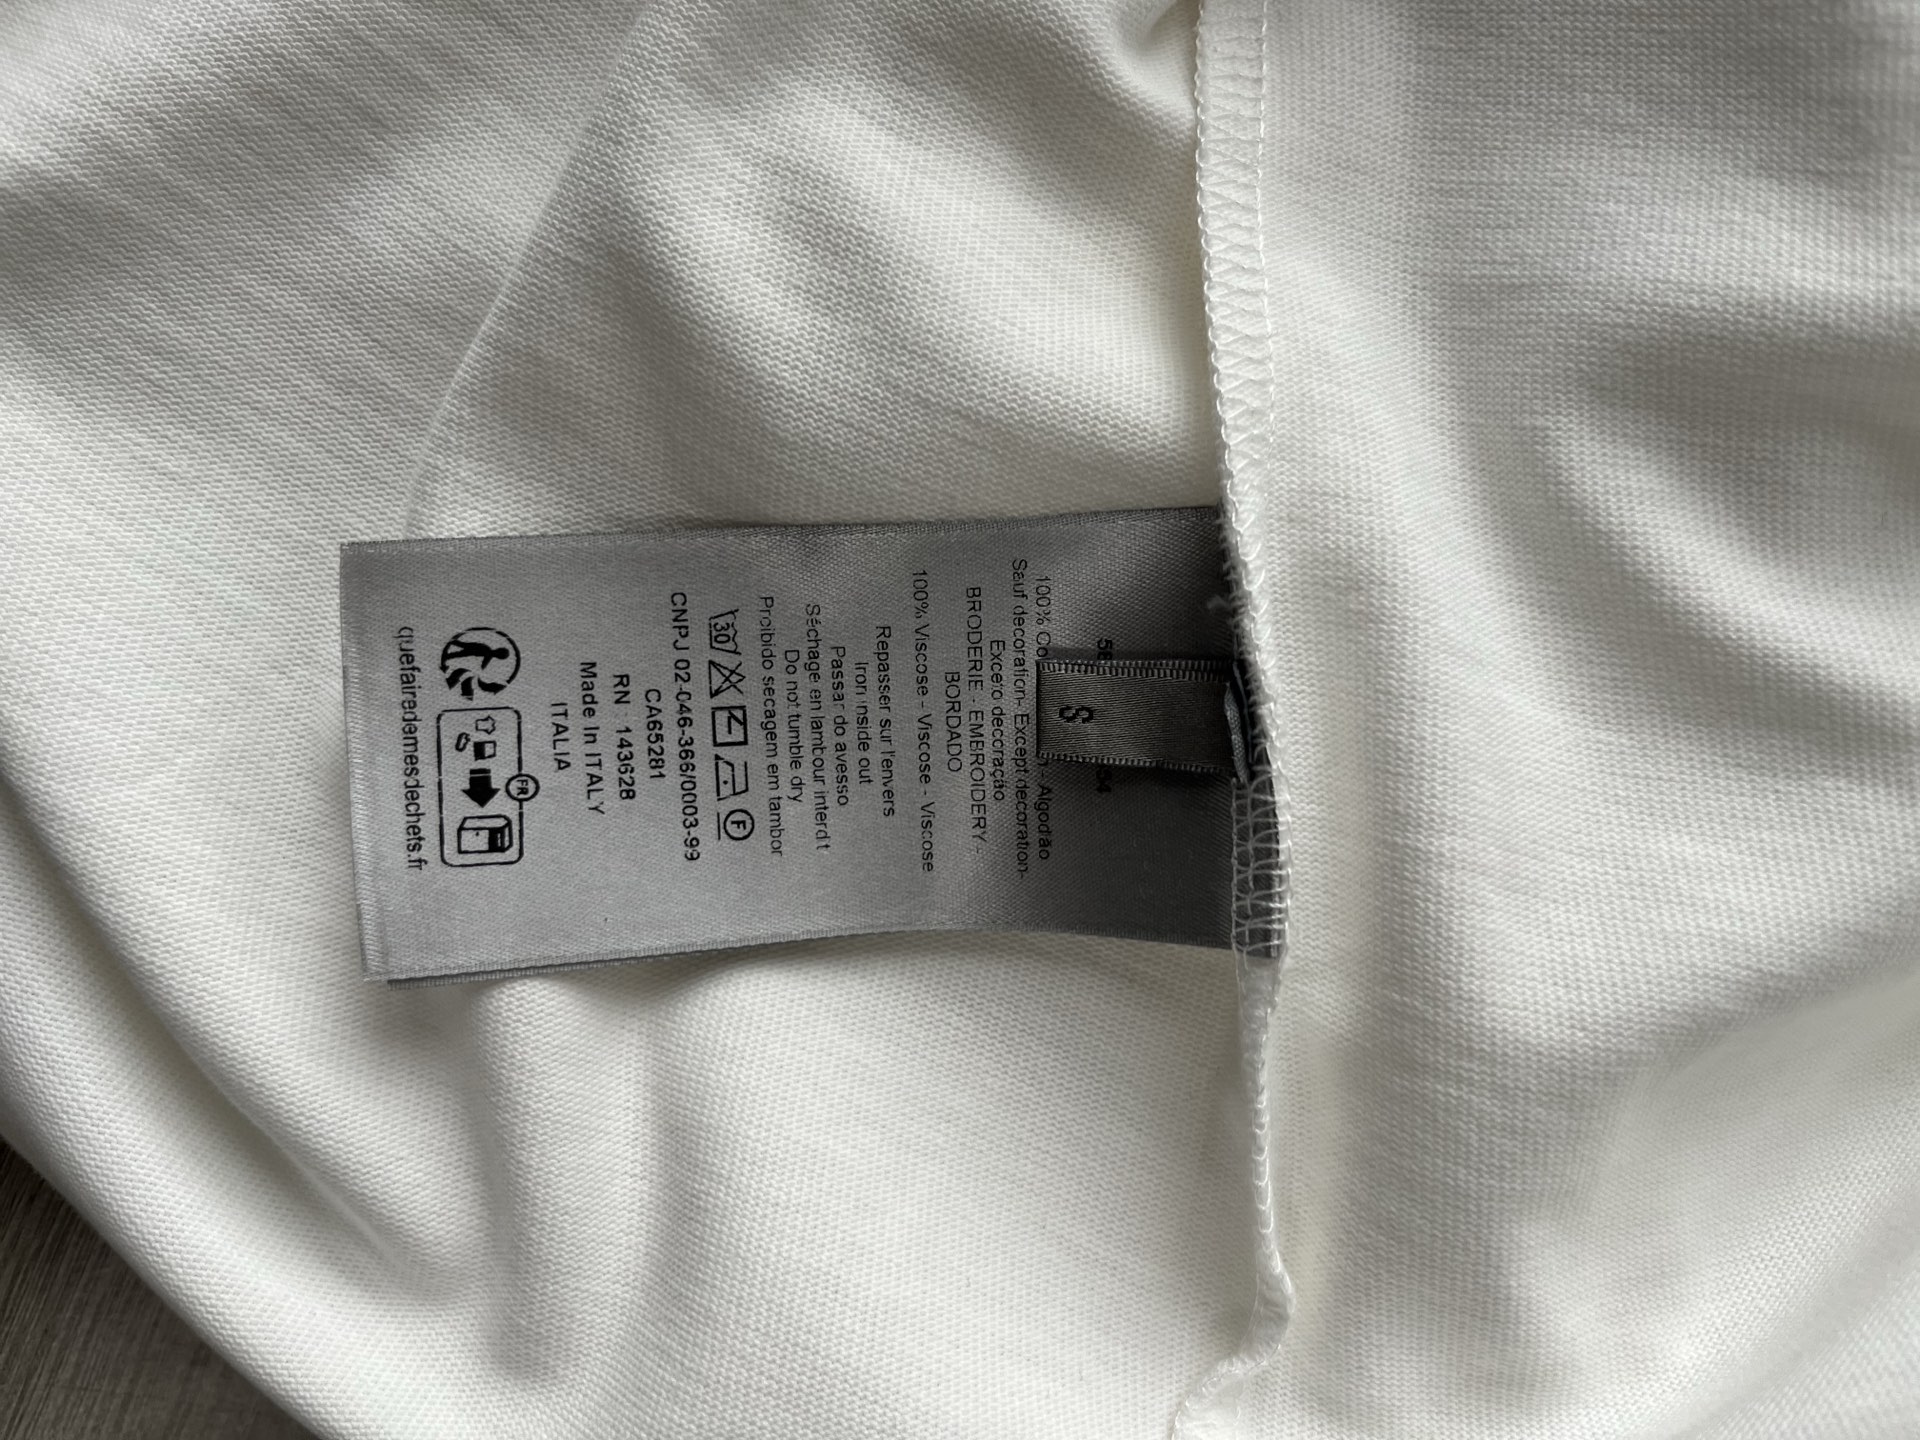 S
100% Co - Algodão
Sauf decoration- Except decoration-
Exceto decoração
BRODERIE - EMBROIDERY -
BORDADO
100% Viscose - Viscose - Viscose
Repasser sur l'envers
Iron inside out
Passar do avesso
Séchage en tambour interdit
Do not tumble dry
Proibido secagem em tambor
30 F
CNPJ 02-046-366/0003-99
CA65281
RN 143628
Made in ITALY
ITALIA
FR
quefairedemesdechets.fr